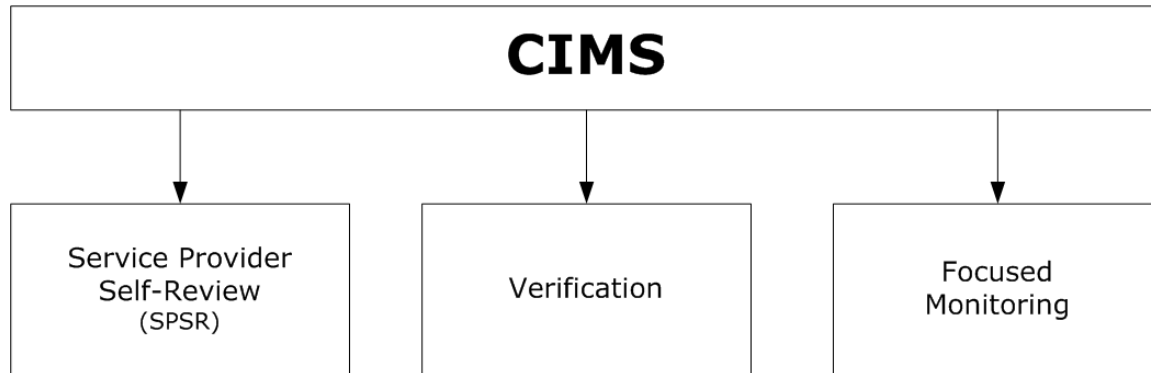 CIMS
Service Provider
Self-Review
(SPSR)
Verification
Focused
Monitoring